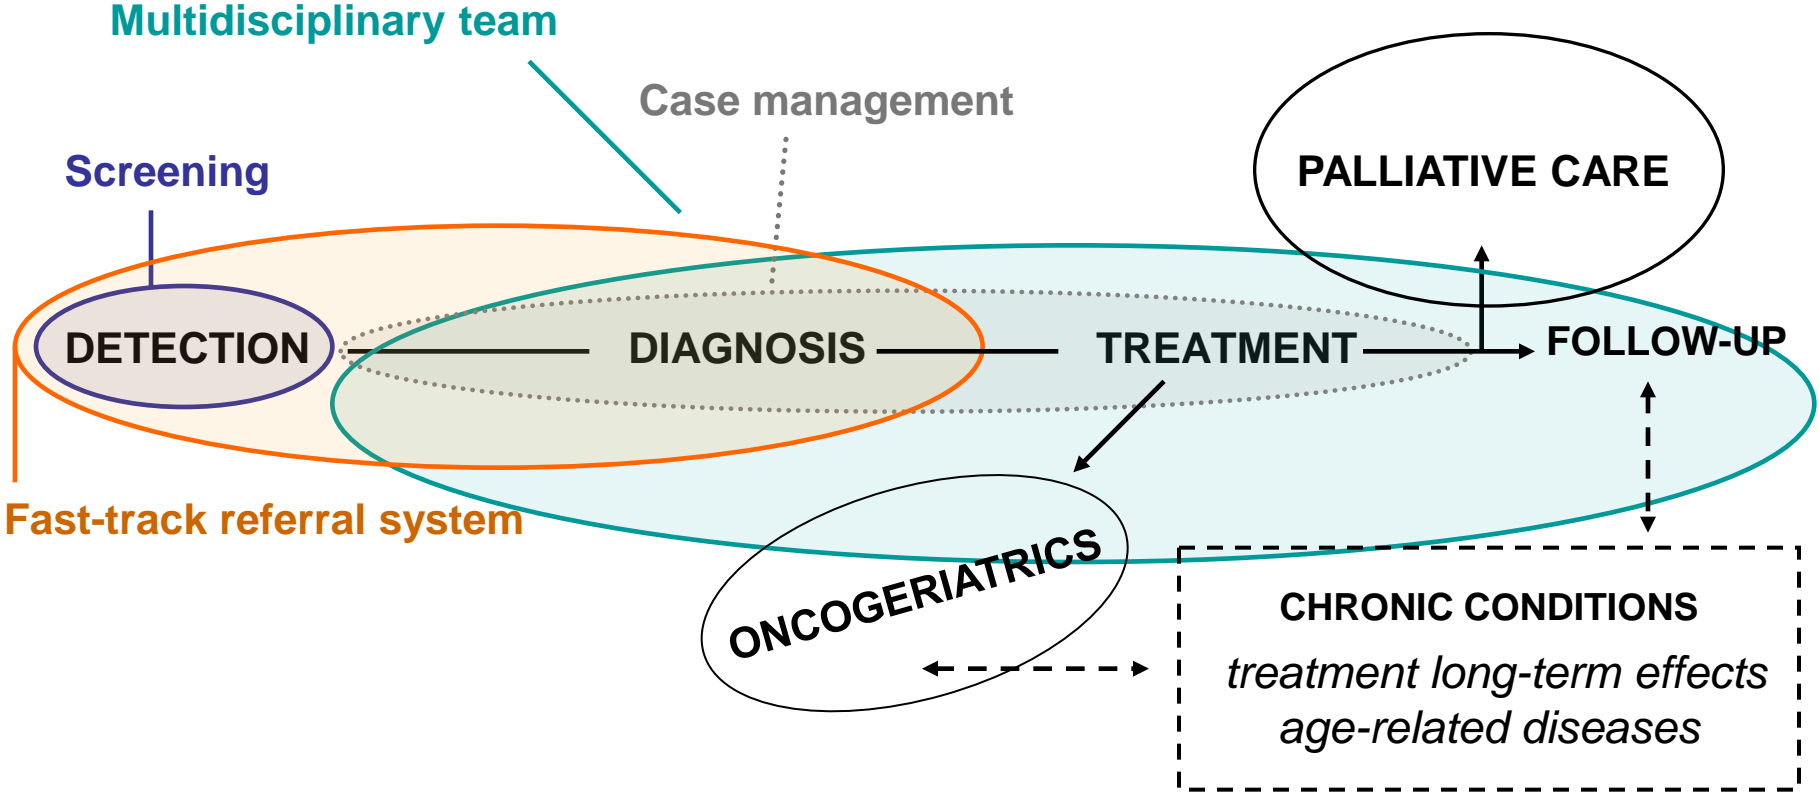 Multidisciplinary team
Case management
Screening
PALLIATIVE CARE
DETECTION
DIAGNOSIS
TREATMENT
FOLLOW-UP
Fast-track referral system
ONCOGERIATRICS
CHRONIC CONDITIONS
treatment long-term effects
age-related diseases